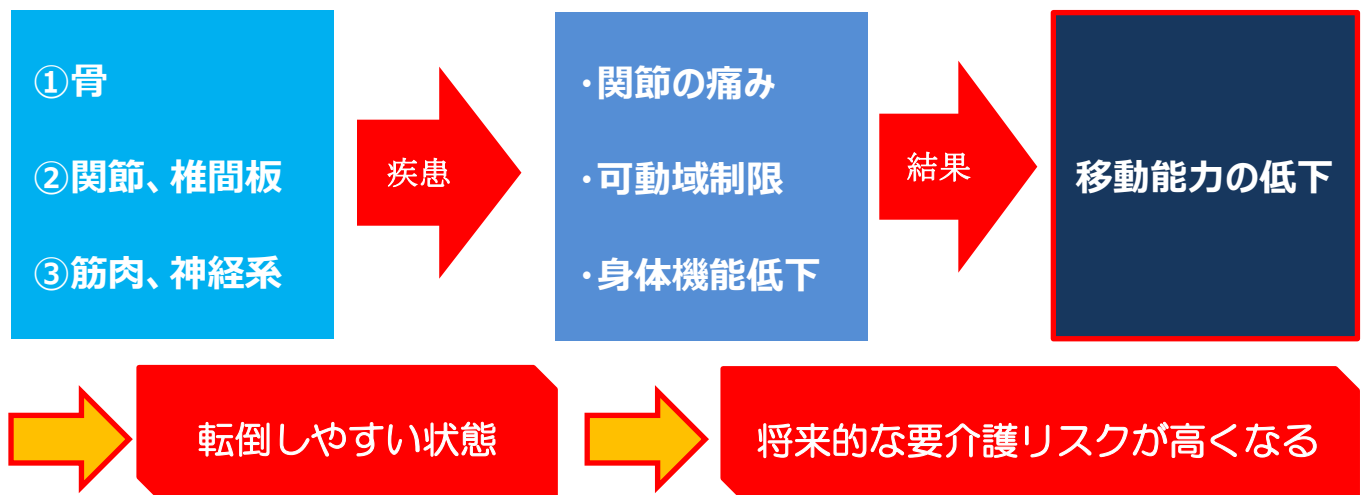 ①骨
②関節、椎間板
③筋肉、神経系
疾患
・関節の痛み
・可動域制限
・身体機能低下
結果
移動能力の低下
転倒しやすい状態
将来的な要介護リスクが高くなる